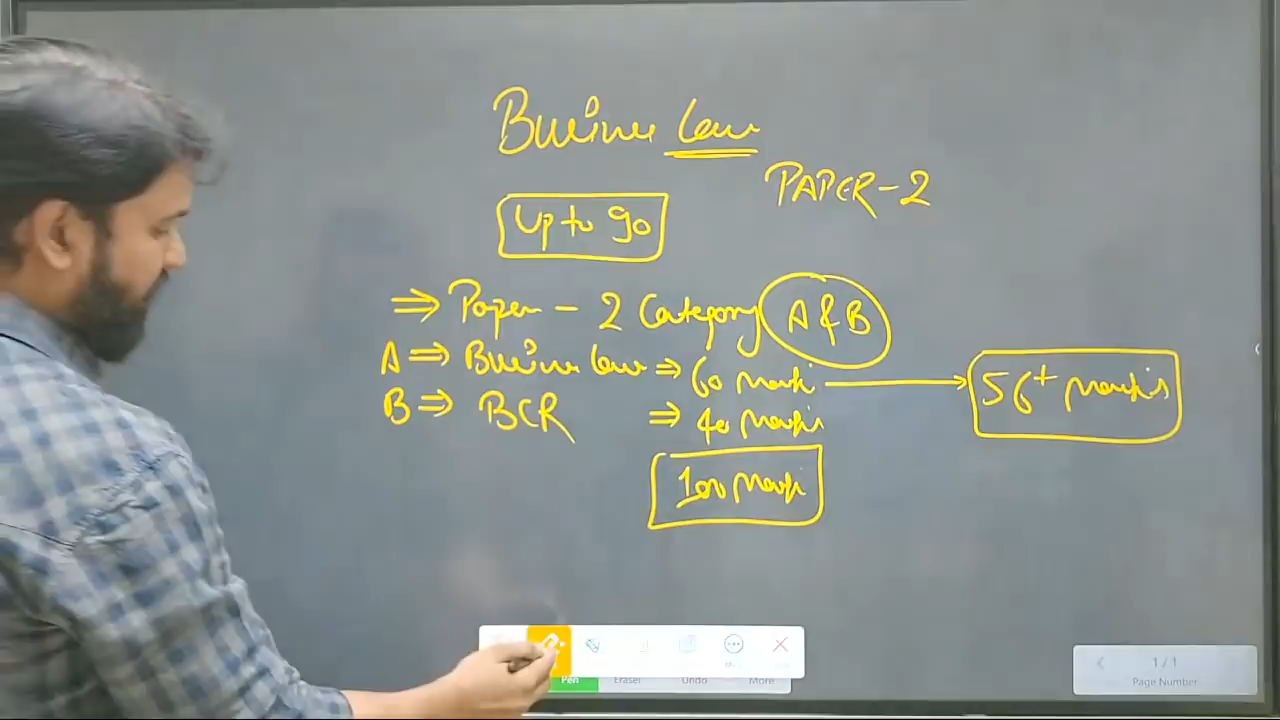 Business Law
PAPER-2
Up to 90
⇒ Paper - 2 Category A & B
A ⇒ Business Law ⇒ 60 Marks → 56+ Marks
B ⇒ BCR ⇒ 40 Marks
100 Marks
Pen Eraser Undo More
1/1
Page Number